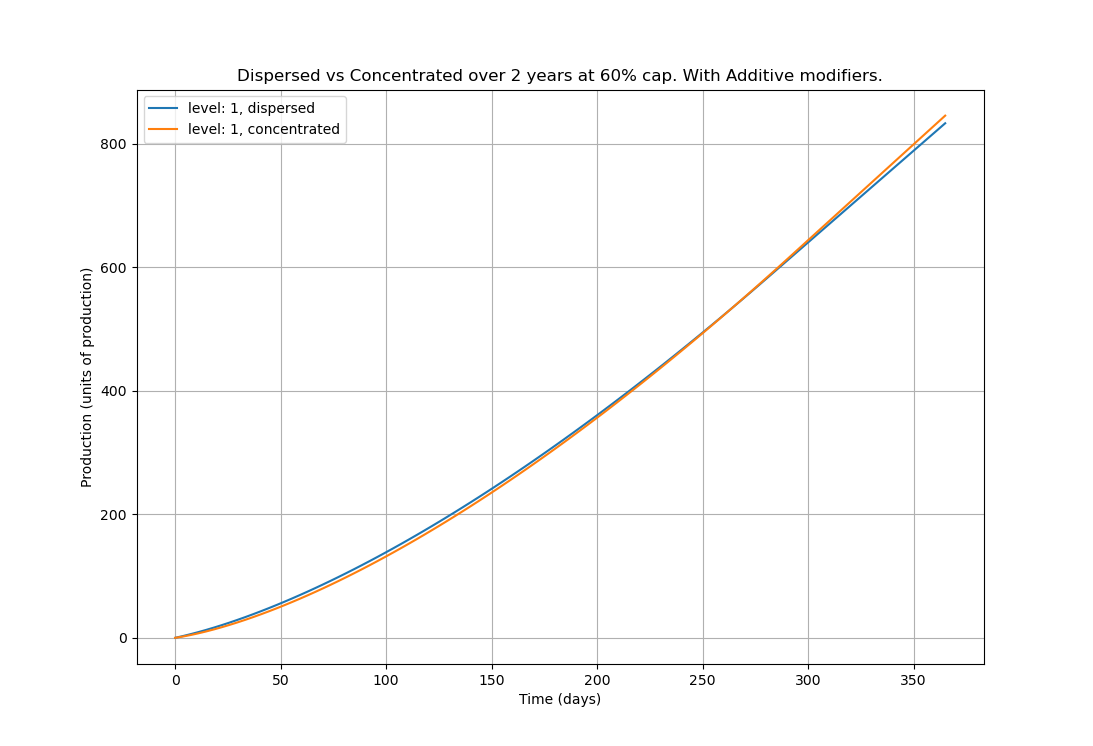 Dispersed vs Concentrated over 2 years at 60% cap. With Additive modifiers.
level: 1, dispersed
level: 1, concentrated
Production (units of production)
800
600
400
200
0
0 50 100 150 200 250 300 350
Time (days)